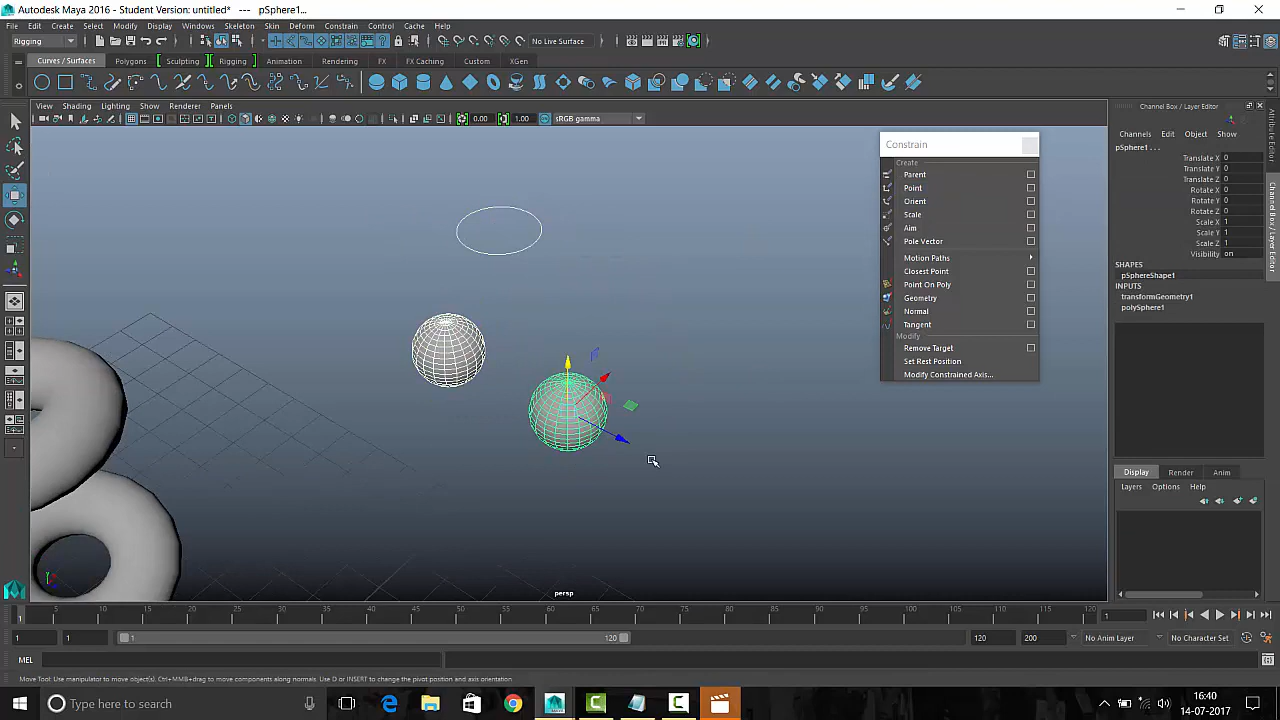 Autodesk Maya 2016 - Student Version: untitled*   ---   pSphere1...
File Edit Create Select Modify Display Windows Skeleton Skin Deform Constrain Control Cache Help
Rigging
No Live Surface
Curves / Surfaces Polygons Sculpting Rigging Animation Rendering FX FX Caching Custom XGen
View Shading Lighting Show Renderer Panels
0.00 1.00 sRGB gamma
Channel Box / Layer Editor
Channels Edit Object Show
pSphere1 . . .
Translate X 0
Translate Y 0
Translate Z 0
Rotate X 0
Rotate Y 0
Rotate Z 0
Scale X 1
Scale Y 1
Scale Z 1
Visibility on
SHAPES
pSphereShape1
INPUTS
transformGeometry1
polySphere1
Attribute Editor
Channel Box / Layer Editor
Constrain
Create
Parent
Point
Orient
Scale
Aim
Pole Vector
Motion Paths
Closest Point
Point On Poly
Geometry
Normal
Tangent
Modify
Remove Target
Set Rest Position
Modify Constrained Axis...
Display Render Anim
Layers Options Help
persp
5 10 15 20 25 30 35 40 45 50 55 60 65 70 75 80 85 90 95 100 105 110 115 120
1
1
1 1 1 120 120 200 No Anim Layer No Character Set
MEL
Move Tool: Use manipulator to move object(s). Ctrl+MMB+drag to move components along normals. Use D or INSERT to change the pivot position and axis orientation.
Type here to search
16:40
14-07-2017